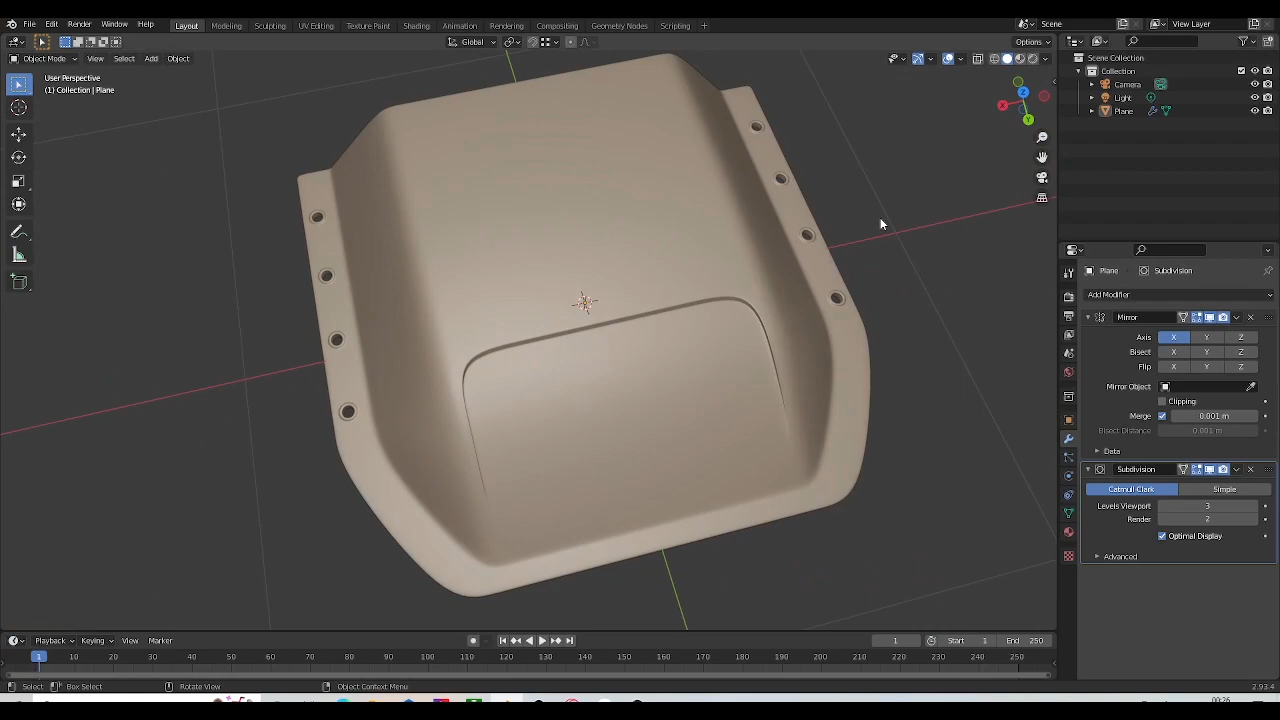 File Edit Render Window Help Layout Modeling Sculpting UV Editing Texture Paint Shading Animation Rendering Compositing Geometry Nodes Scripting + Scene View Layer
Global Options
Object Mode View Select Add Object
User Perspective
(1) Collection | Plane
X Y Z
Scene Collection
Collection
Camera
Light
Plane
Plane Subdivision
Add Modifier
Mirror
Axis X Y Z
Bisect X Y Z
Flip X Y Z
Mirror Object
Clipping
Merge 0.001 m
Bisect Distance 0.001 m
Data
Subdivision
Catmull Clark Simple
Levels Viewport 3
Render 2
Optimal Display
Advanced
Playback Keying View Marker 1 Start 1 End 250
1 10 20 30 40 50 60 70 80 90 100 110 120 130 140 150 160 170 180 190 200 210 220 230 240 250
Select Box Select Rotate View Object Context Menu 2.93.4
00:26